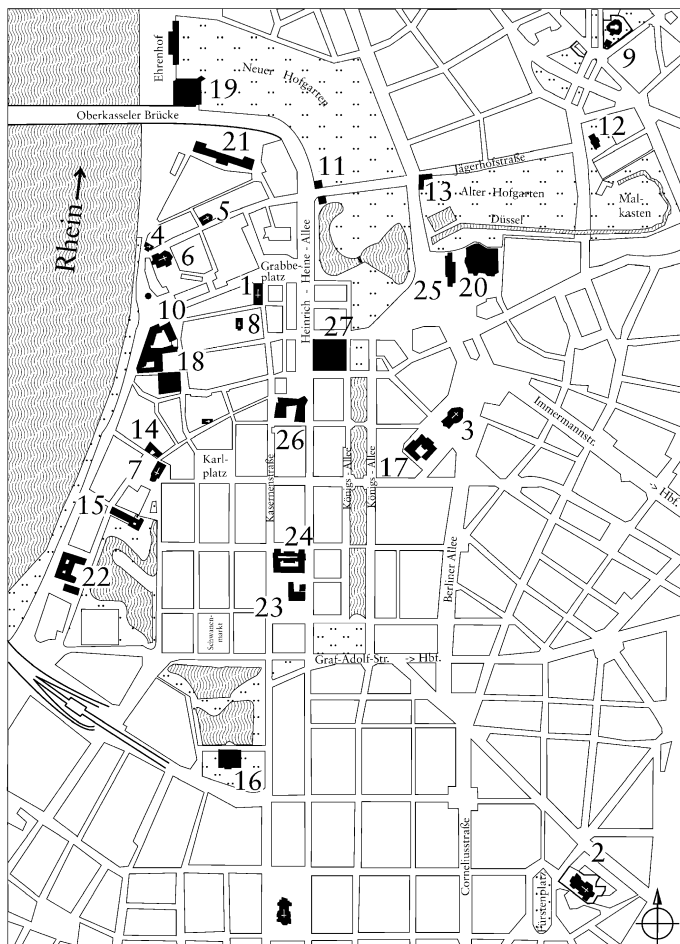 Ehrenhof
Neuer Hofgarten
9
19
Oberkasseler Brücke
12
21
11
Jägerhofstraße
13
Alter Hofgarten
Mal-
kasten
Düssel
Rhein
5
4
6
Grabbe-
platz
Heinrich - Heine - Allee
1
25
20
10
8
27
18
3
Immermannstr.
-> Hbf.
26
14
7
Karl-
platz
Kasernenstraße
Königs - Allee
Königs - Allee
17
15
24
Berliner Allee
22
23
Schwanen-
markt
Graf-Adolf-Str.
-> Hbf.
16
Corneliusstraße
2
Fürstenplatz